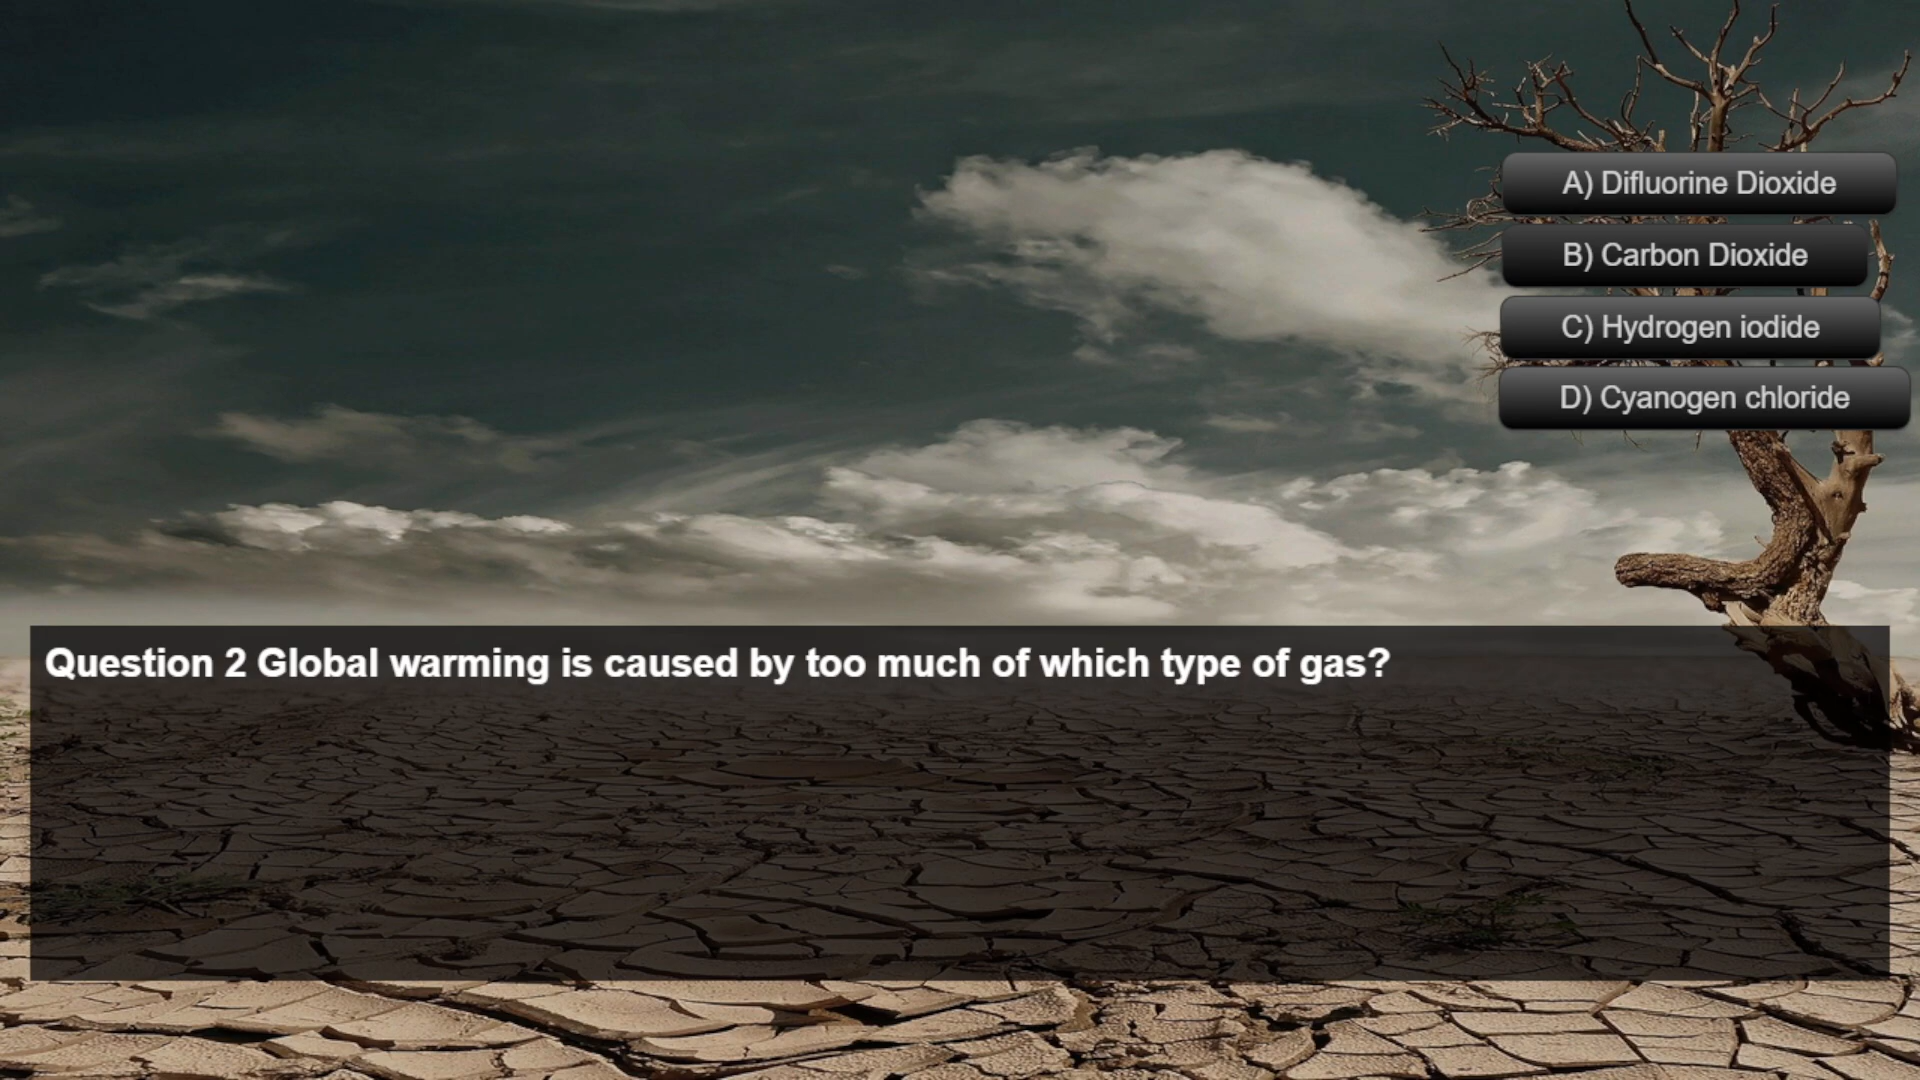 A) Difluorine Dioxide
B) Carbon Dioxide
C) Hydrogen iodide
D) Cyanogen chloride
Question 2 Global warming is caused by too much of which type of gas?